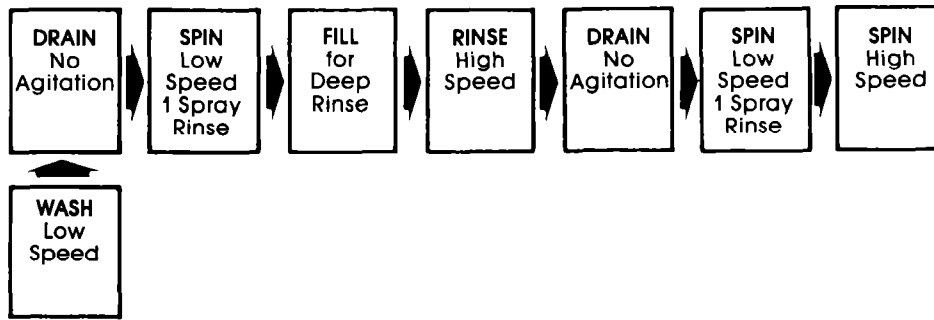 DRAIN
No
Agitation
SPIN
Low
Speed
1 Spray
Rinse
FILL
for
Deep
Rinse
RINSE
High
Speed
DRAIN
No
Agitation
SPIN
Low
Speed
1 Spray
Rinse
SPIN
High
Speed
WASH
Low
Speed